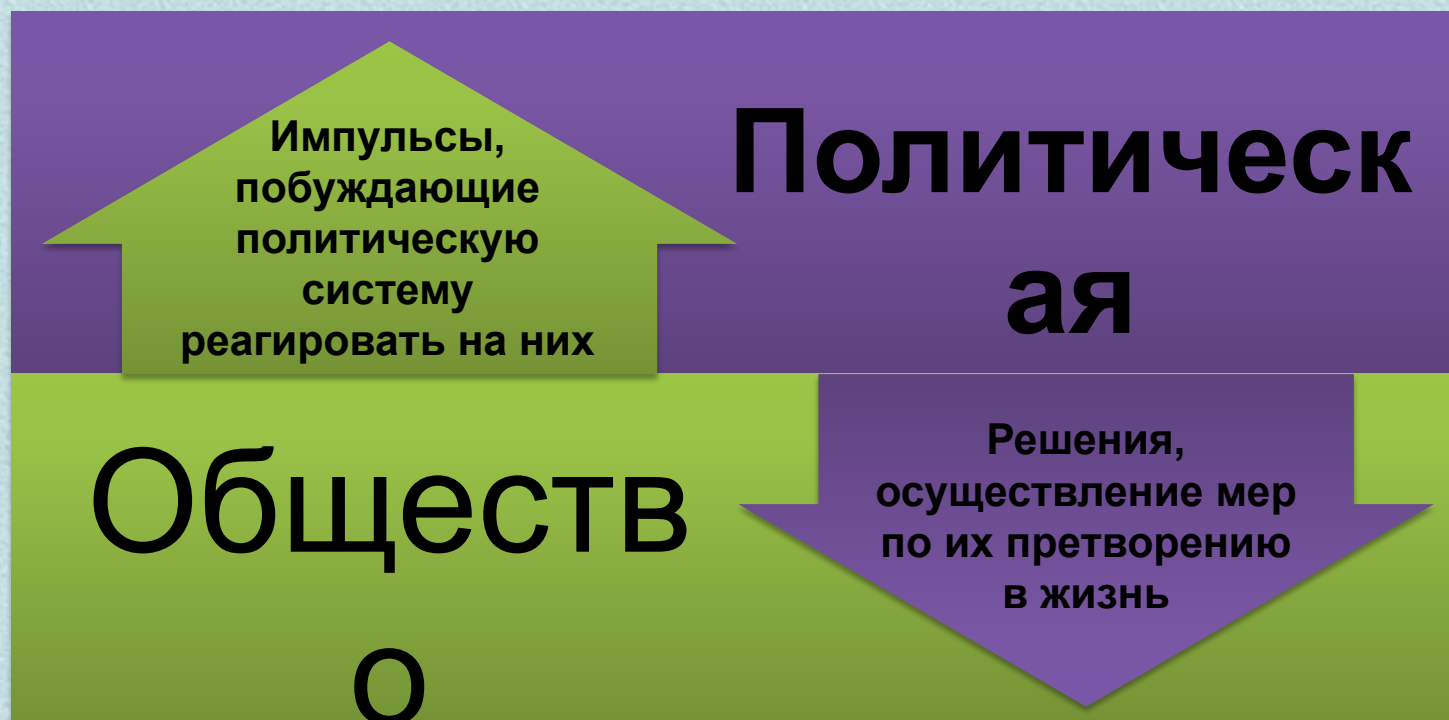 Импульсы,
побуждающие
политическую
систему
реагировать на них
Политическ
ая
Обществ
о
Решения,
осуществление мер
по их претворению
в жизнь